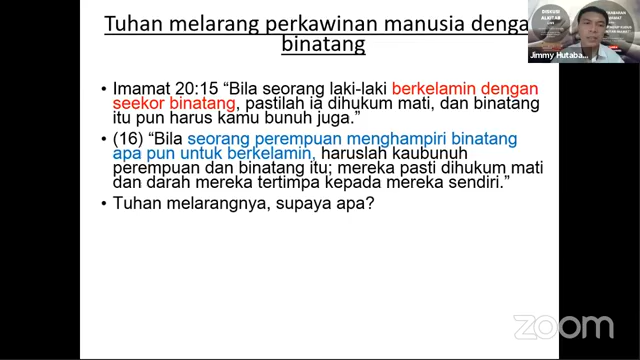 Tuhan melarang perkawinan manusia denga
binatang
• Imamat 20:15 “Bila seorang laki-laki berkelamin dengan
seekor binatang, pastilah ia dihukum mati, dan binatang
itu pun harus kamu bunuh juga.”
• (16) “Bila seorang perempuan menghampiri binatang
apa pun untuk berkelamin, haruslah kaubunuh
perempuan dan binatang itu; mereka pasti dihukum mati
dan darah mereka tertimpa kepada mereka sendiri.”
• Tuhan melarangnya, supaya apa?
DISKUSI
ALKITAB
Jimmy Hutaba...
zoom